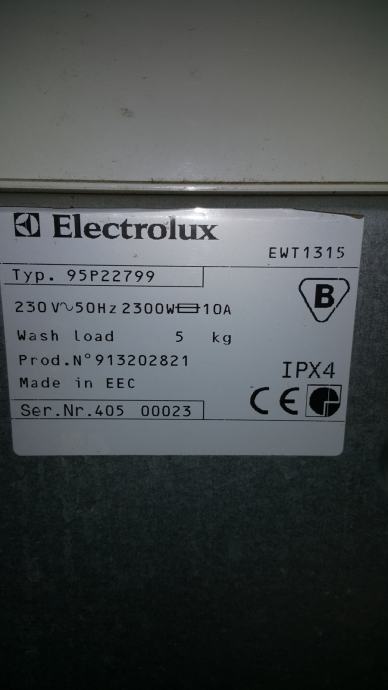 Electrolux
EWT1315
Typ. 95P22799
230V~50Hz 2300W 10A
B
Wash load 5 kg
Prod.N°913202821
IPX4
Made in EEC
CE
Ser.Nr.405 00023